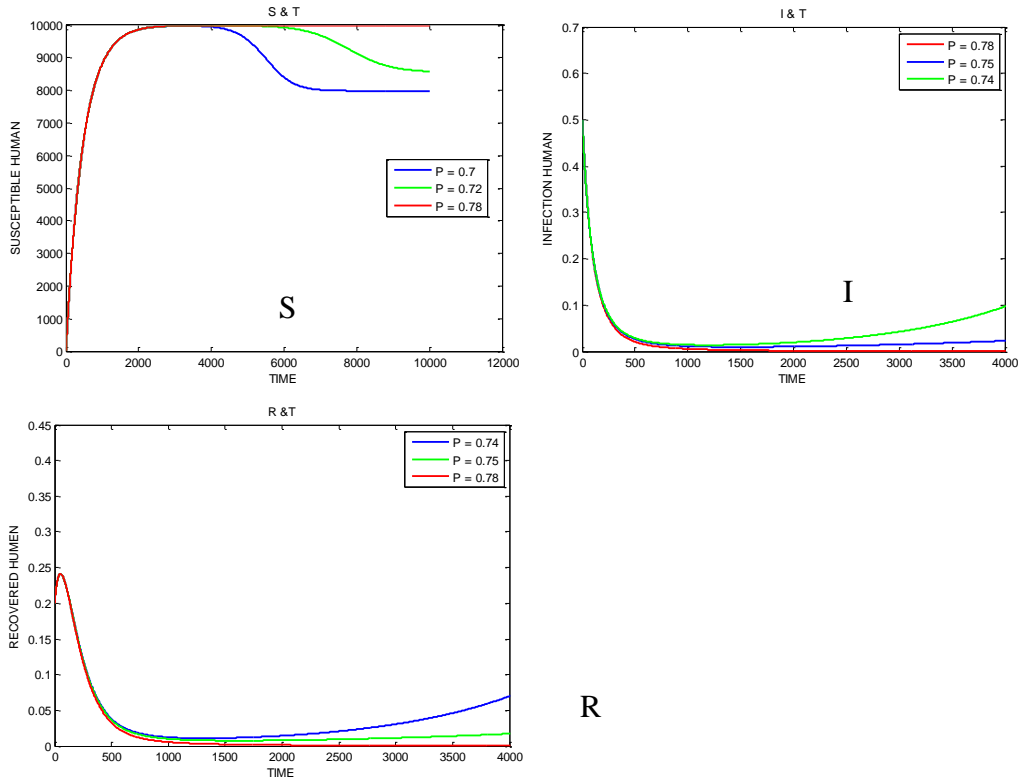 S & T
SUSCEPTIBLE HUMAN
10000
9000
8000
7000
6000
5000
4000
3000
2000
1000
0
P = 0.7
P = 0.72
P = 0.78
S
0 2000 4000 6000 8000 10000 12000
TIME
I & T
INFECTION HUMAN
0.7
0.6
0.5
0.4
0.3
0.2
0.1
0
P = 0.78
P = 0.75
P = 0.74
I
0 500 1000 1500 2000 2500 3000 3500 4000
TIME
R &T
RECOVERED HUMEN
0.45
0.4
0.35
0.3
0.25
0.2
0.15
0.1
0.05
0
P = 0.74
P = 0.75
P = 0.78
0 500 1000 1500 2000 2500 3000 3500 4000
TIME
R